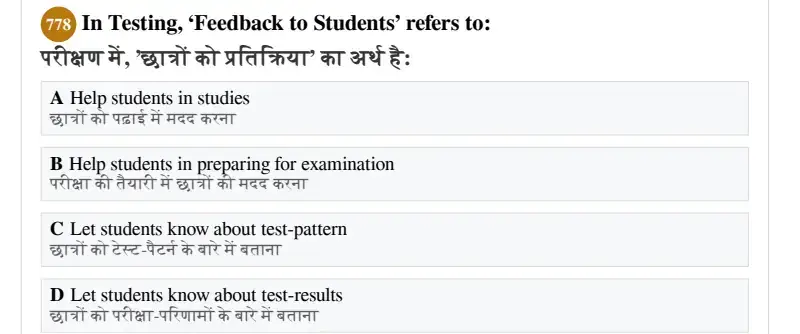 778 In Testing, ‘Feedback to Students’ refers to:
परीक्षण में, ’छात्रों को प्रतिक्रिया’ का अर्थ है:
A Help students in studies
छात्रों को पढ़ाई में मदद करना
B Help students in preparing for examination
परीक्षा की तैयारी में छात्रों की मदद करना
C Let students know about test-pattern
छात्रों को टेस्ट-पैटर्न के बारे में बताना
D Let students know about test-results
छात्रों को परीक्षा-परिणामों के बारे में बताना